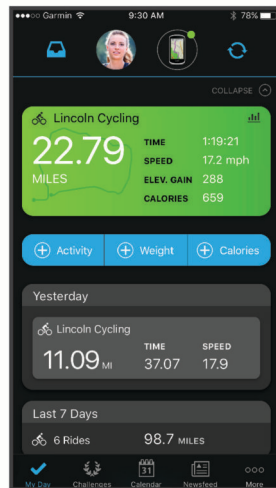 Garmin 9:30 AM 78%
COLLAPSE
Lincoln Cycling
22.79
MILES
TIME 1:19:21
SPEED 17.2 mph
ELEV. GAIN 288
CALORIES 659
Activity Weight Calories
Yesterday
Lincoln Cycling
11.09 MI
TIME SPEED
37.07 17.9
Last 7 Days
6 Rides 98.7 MILES
31
My Day Challenges Calendar Newsfeed More